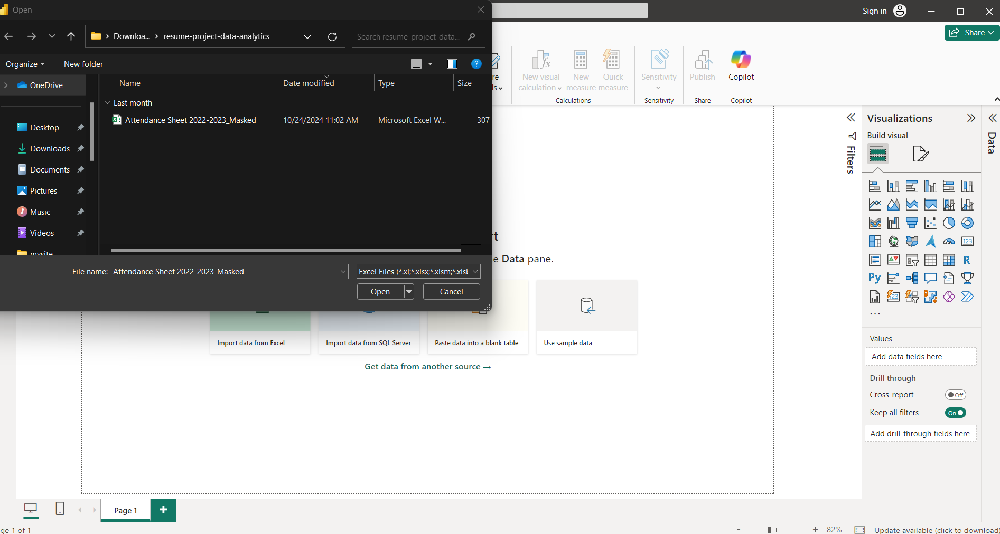 Open
Sign in
Downloa...
resume-project-data-analytics
Search resume-project-data...
Share
Organize
New folder
OneDrive
Name
Date modified
Type
Size
Last month
Attendance Sheet 2022-2023_Masked
10/24/2024 11:02 AM
Microsoft Excel W...
307
Desktop
Downloads
Documents
Pictures
Music
Videos
mysite
File name:
Attendance Sheet 2022-2023_Masked
Excel Files (*.xl;*.xlsx;*.xlsm;*.xlsb
Open
Cancel
re
ls
New visual
calculation
New
measure
Quick
measure
Calculations
Sensitivity
Sensitivity
Publish
Share
Copilot
Copilot
rt
e Data pane.
Import data from Excel
Import data from SQL Server
Paste data into a blank table
Use sample data
Get data from another source →
Filters
Visualizations
Build visual
Data
123
R
Py
123
...
Values
Add data fields here
Drill through
Cross-report
Off
Keep all filters
On
Add drill-through fields here
Page 1
ge 1 of 1
- + 82%
Update available (click to download)